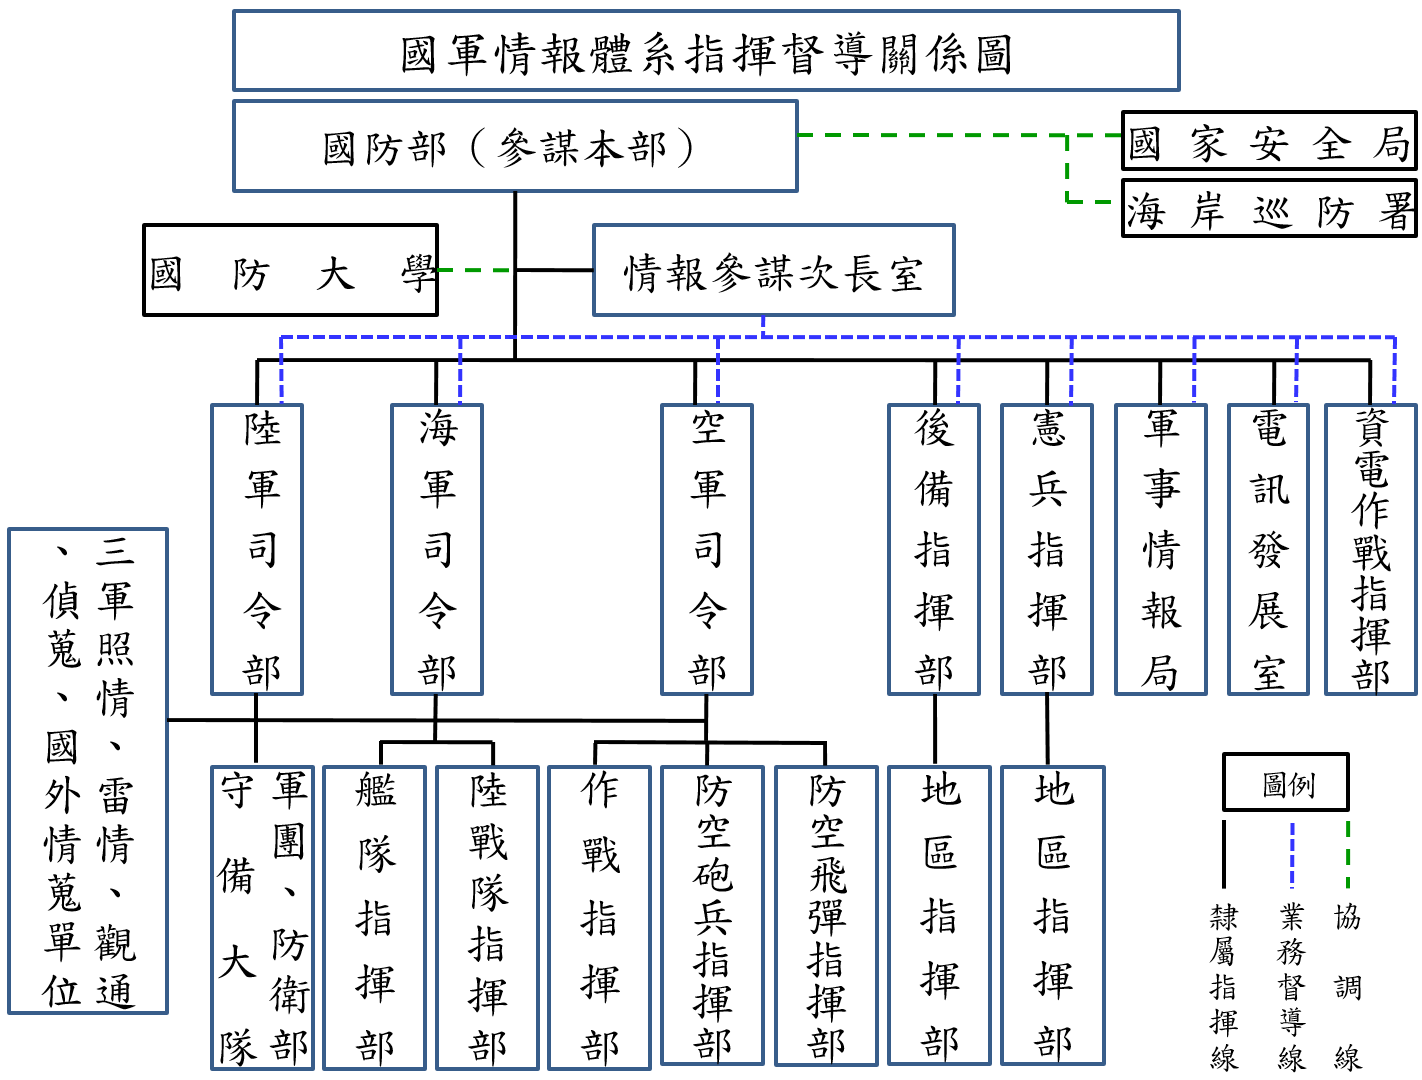 國軍情報體系指揮督導關係圖
國防部（參謀本部）
國家安全局
海岸巡防署
國防大學
情報參謀次長室
陸軍司令部
海軍司令部
空軍司令部
後備指揮部
憲兵指揮部
軍事情報局
電訊發展室
資電作戰指揮部
三軍照情、雷情、觀通
、偵蒐、國外情蒐單位
軍團、防衛部
守備大隊
艦隊指揮部
陸戰隊指揮部
作戰指揮部
防空砲兵指揮部
防空飛彈指揮部
地區指揮部
地區指揮部
圖例
隸屬指揮線
業務督導線
協調線